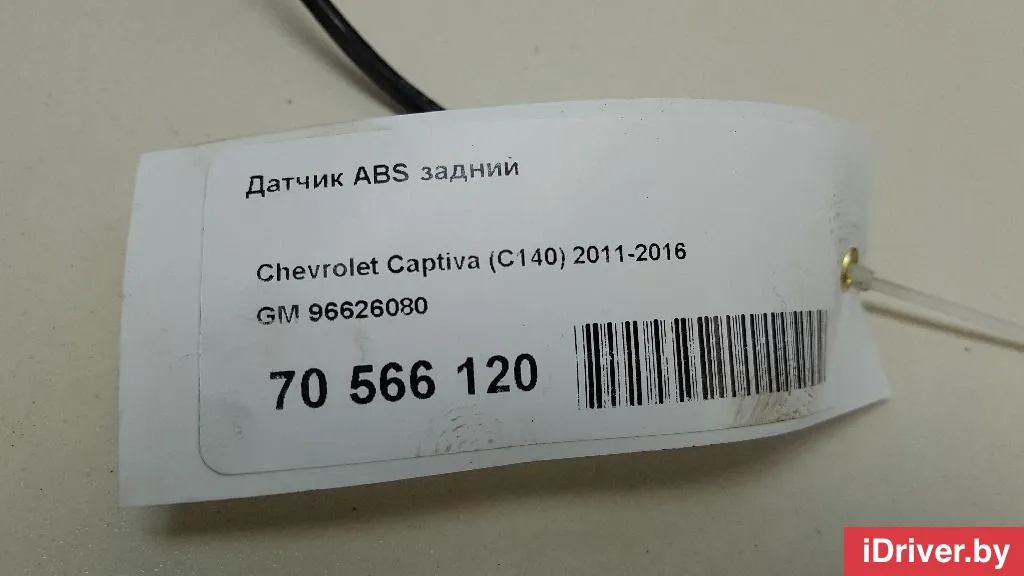 Датчик ABS задний
Chevrolet Captiva (C140) 2011-2016
GM 96626080
70 566 120
iDriver.by